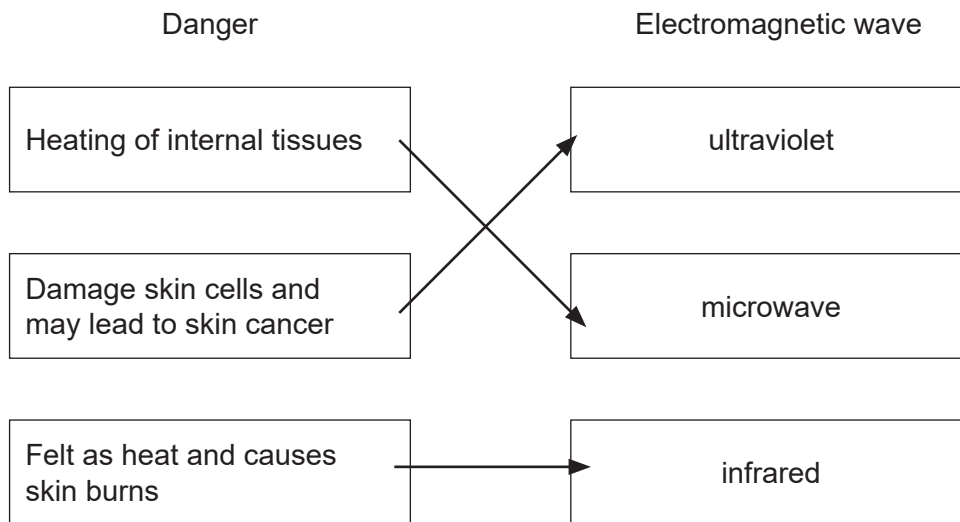 Danger
Electromagnetic wave
Heating of internal tissues
ultraviolet
Damage skin cells and
may lead to skin cancer
microwave
Felt as heat and causes
skin burns
infrared